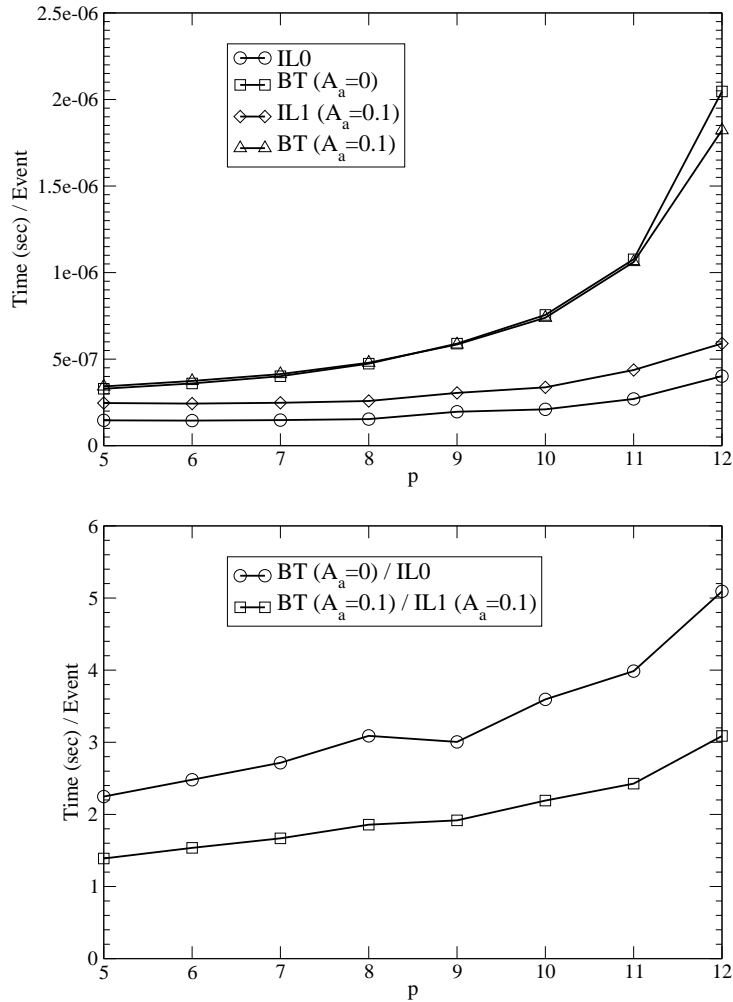 2.5e-06
2e-06
1.5e-06
1e-06
5e-07
0
Time (sec) / Event
IL0
BT (A_a=0)
IL1 (A_a=0.1)
BT (A_a=0.1)
5 6 7 8 9 10 11 12
p
6
5
4
3
2
1
0
Time (sec) / Event
BT (A_a=0) / IL0
BT (A_a=0.1) / IL1 (A_a=0.1)
5 6 7 8 9 10 11 12
p